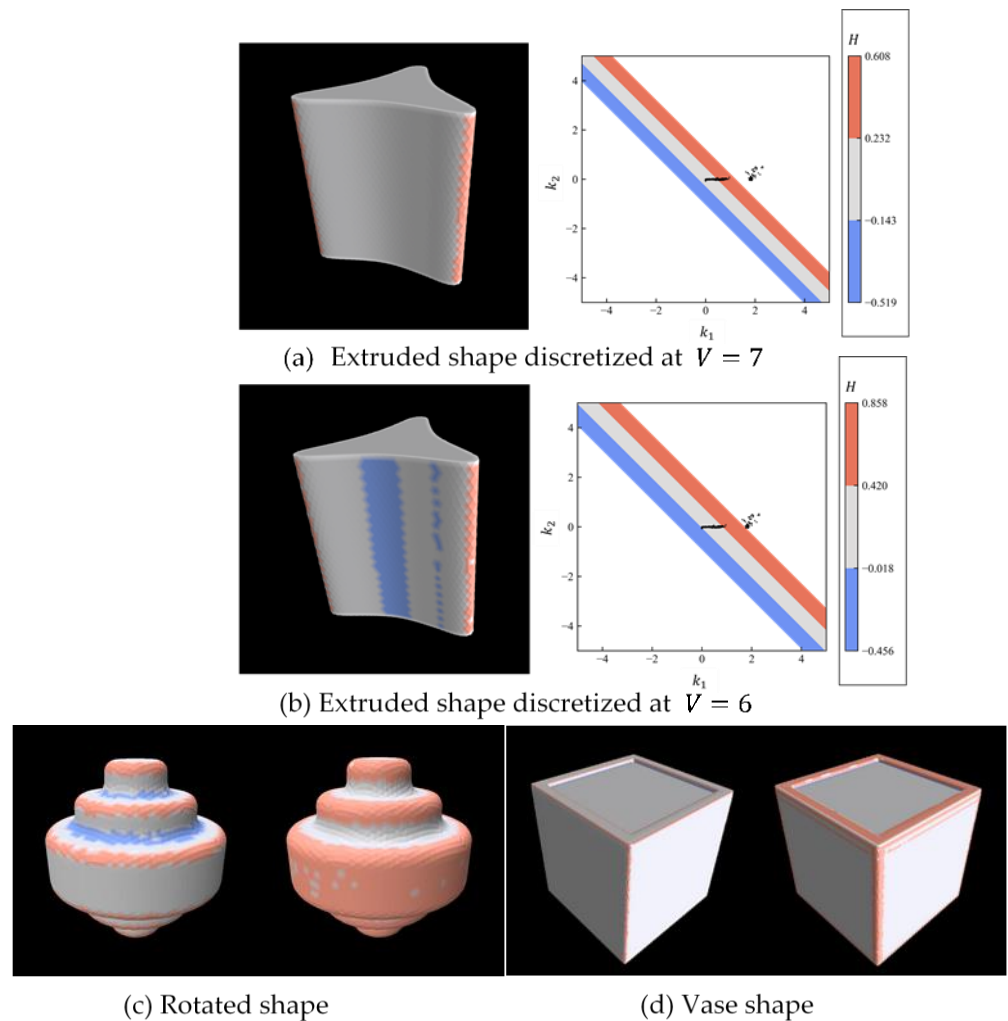 H
0.608
0.232
−0.143
−0.519
4
2
0
−2
−4
k₂
−4
−2
0
2
4
k₁
(a) Extruded shape discretized at V = 7
H
0.858
0.420
−0.018
−0.456
4
2
0
−2
−4
k₂
−4
−2
0
2
4
k₁
(b) Extruded shape discretized at V = 6
(c) Rotated shape
(d) Vase shape